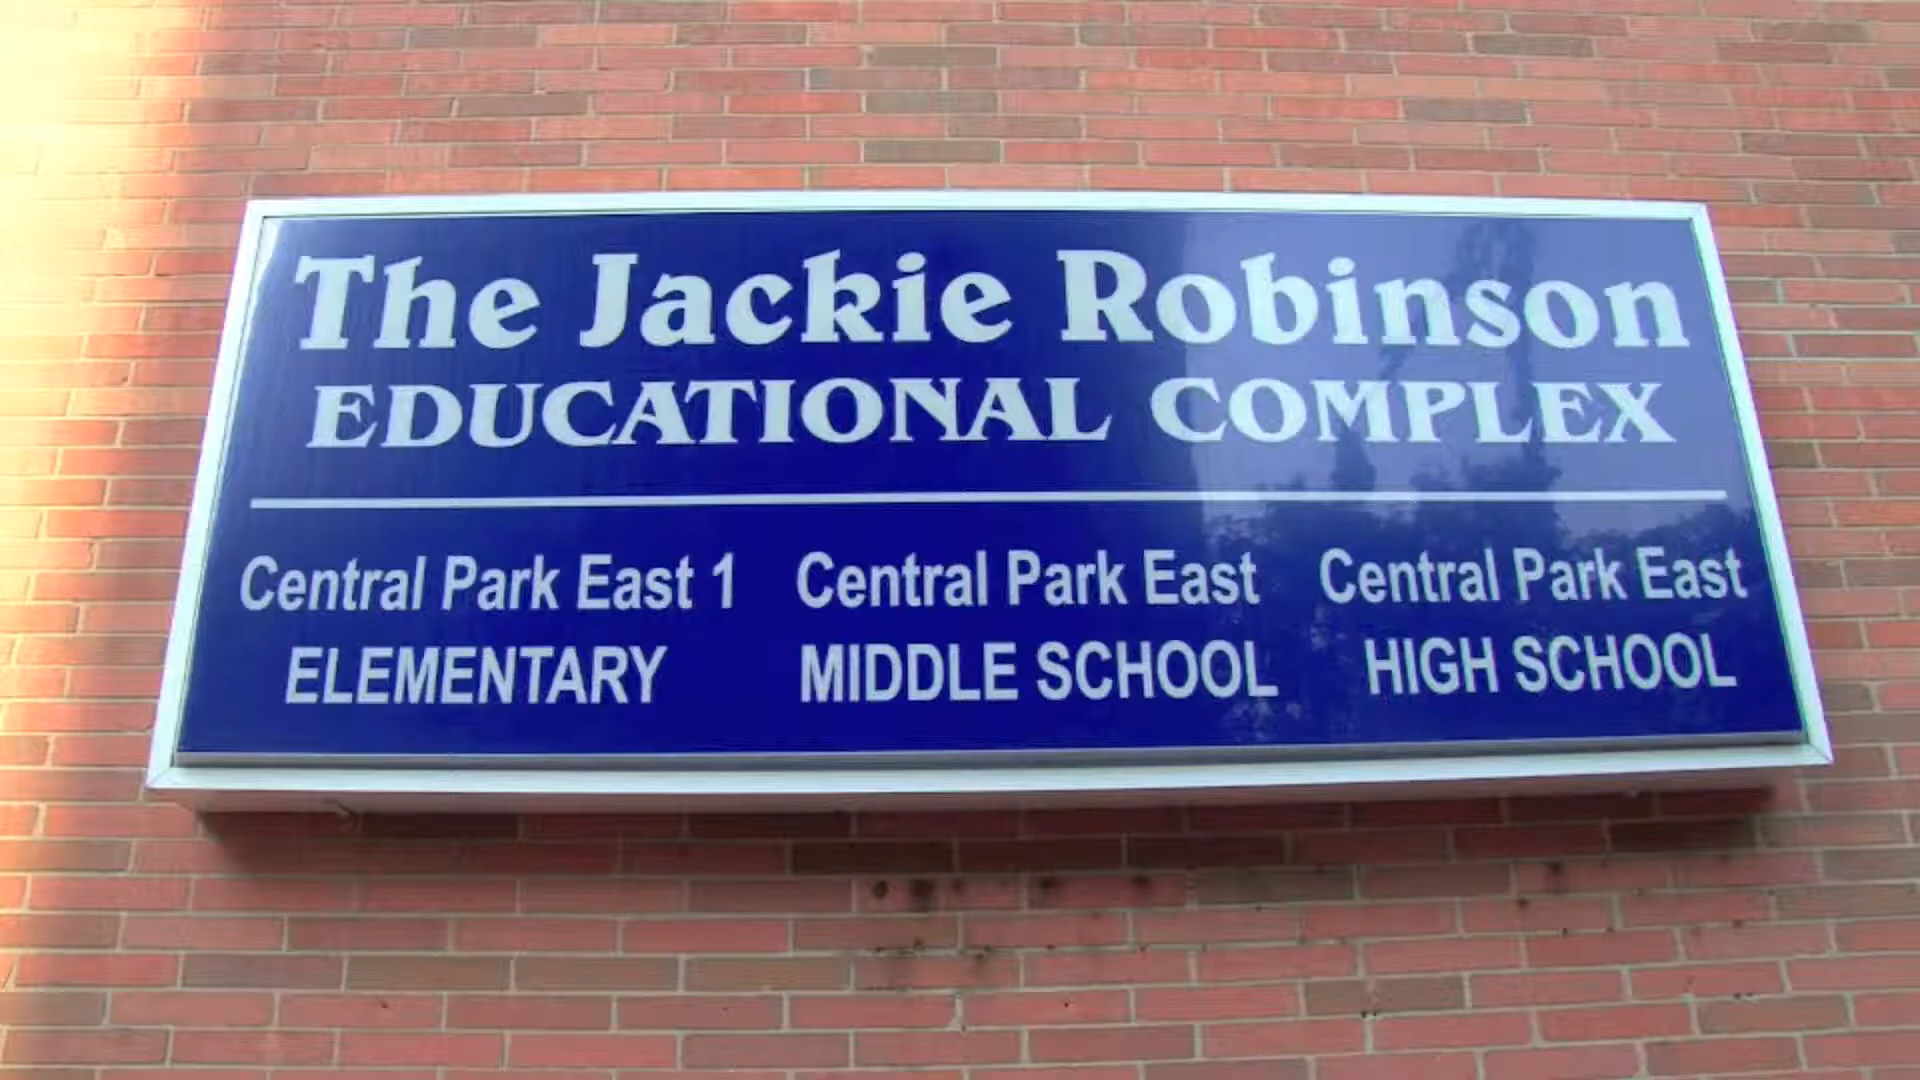 The Jackie Robinson
EDUCATIONAL COMPLEX
Central Park East 1
ELEMENTARY
Central Park East
MIDDLE SCHOOL
Central Park East
HIGH SCHOOL